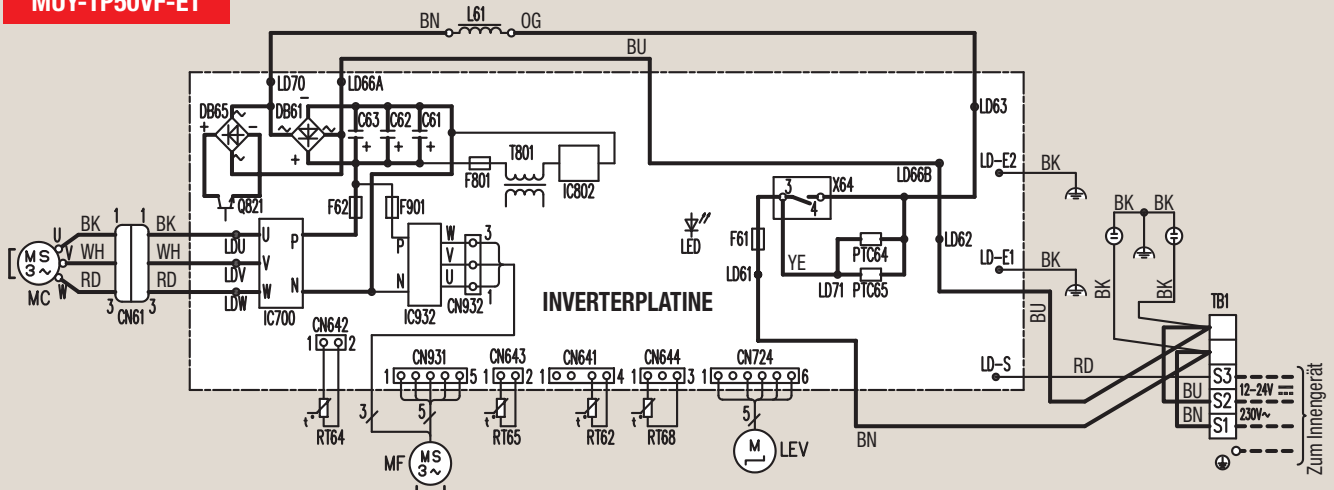 MUY-TP50VF-E1
BN L61 OG
BU
LD70 LD66A
DB65 DB61
C63 C62 C61
LD63
T801
F801
IC802
LD-E2 BK
LD66B
Q821
F62 F901
3 X64
4
LED
F61
PTC64
YE
LD62
LD61
LD71 PTC65
LD-E1 BK
BK BK
BK BK
U BK 1 1 BK LDU U P
V WH WH LDV V
W RD 3 3 RD LDW W N
MS
3~
MC
CN61
IC700
P W 3
V
N U 1
IC932 CN932
INVERTERPLATINE
BU
TB1
CN642
1 2
CN931
1 5
CN643
1 2
CN641
1 4
CN644
1 3
CN724
1 6
LD-S RD
S3
BU S2 12-24V
BN S1 230V~
t° RT64
3
5
t° RT65
t° RT62
t° RT68
5
BN
MF MS
3~
M LEV
Zum Innengerät